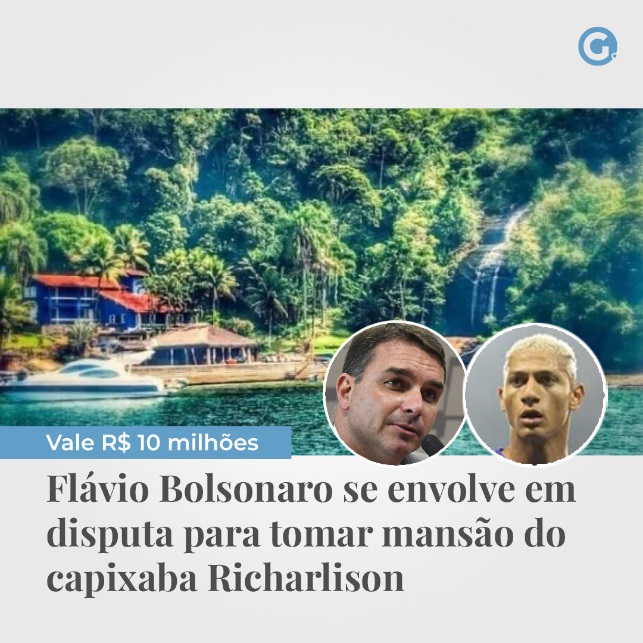 G.
Vale R$ 10 milhões
Flávio Bolsonaro se envolve em
disputa para tomar mansão do
capixaba Richarlison